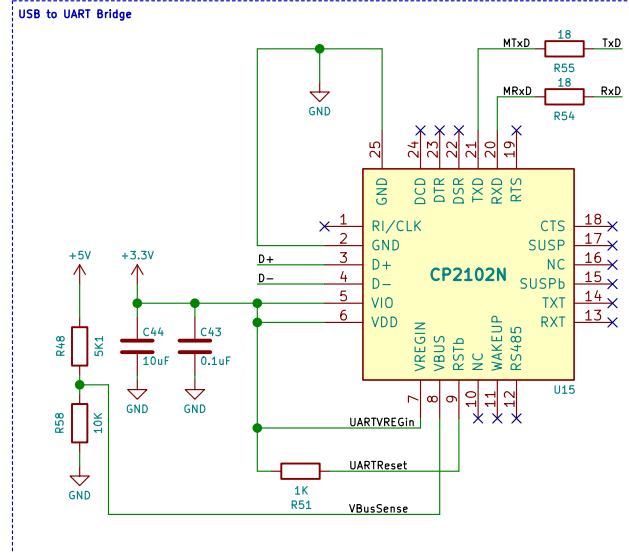 USB to UART Bridge
18
MTxD
TxD
R55
18
MRxD
RxD
R54
GND
25
24
23
22
21
20
19
GND
DCD
DTR
DSR
TXD
RXD
RTS
1
RI/CLK
CTS
18
2
GND
SUSP
17
D+
3
D+
NC
16
D-
4
D-
SUSPb
15
5
VIO
TXT
14
6
VDD
RXT
13
CP2102N
VREGIN
VBUS
RSTb
NC
WAKEUP
RS485
7
8
9
10
11
12
U15
+5V
+3.3V
R48
5K1
C44
10uF
C43
0.1uF
GND
GND
R58
10K
GND
UARTVREGin
UARTReset
1K
R51
VBusSense